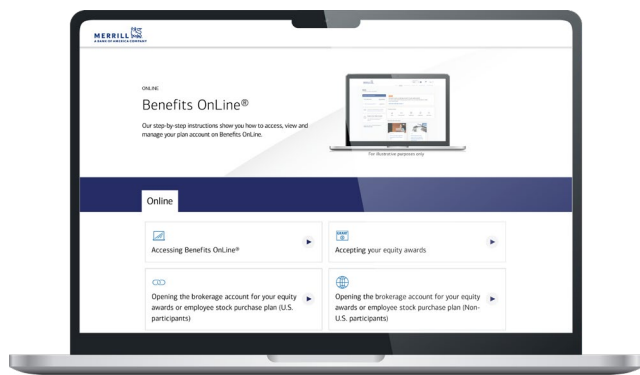 MERRILL
A BANK OF AMERICA COMPANY
ONLINE
Benefits OnLine®
Our step-by-step instructions show you how to access, view and
manage your plan account on Benefits OnLine.
For illustrative purposes only
Online
Accessing Benefits OnLine®
GRANT
Accepting your equity awards
Opening the brokerage account for your equity
awards or employee stock purchase plan (U.S.
participants)
Opening the brokerage account for your equity
awards or employee stock purchase plan (Non-
U.S. participants)